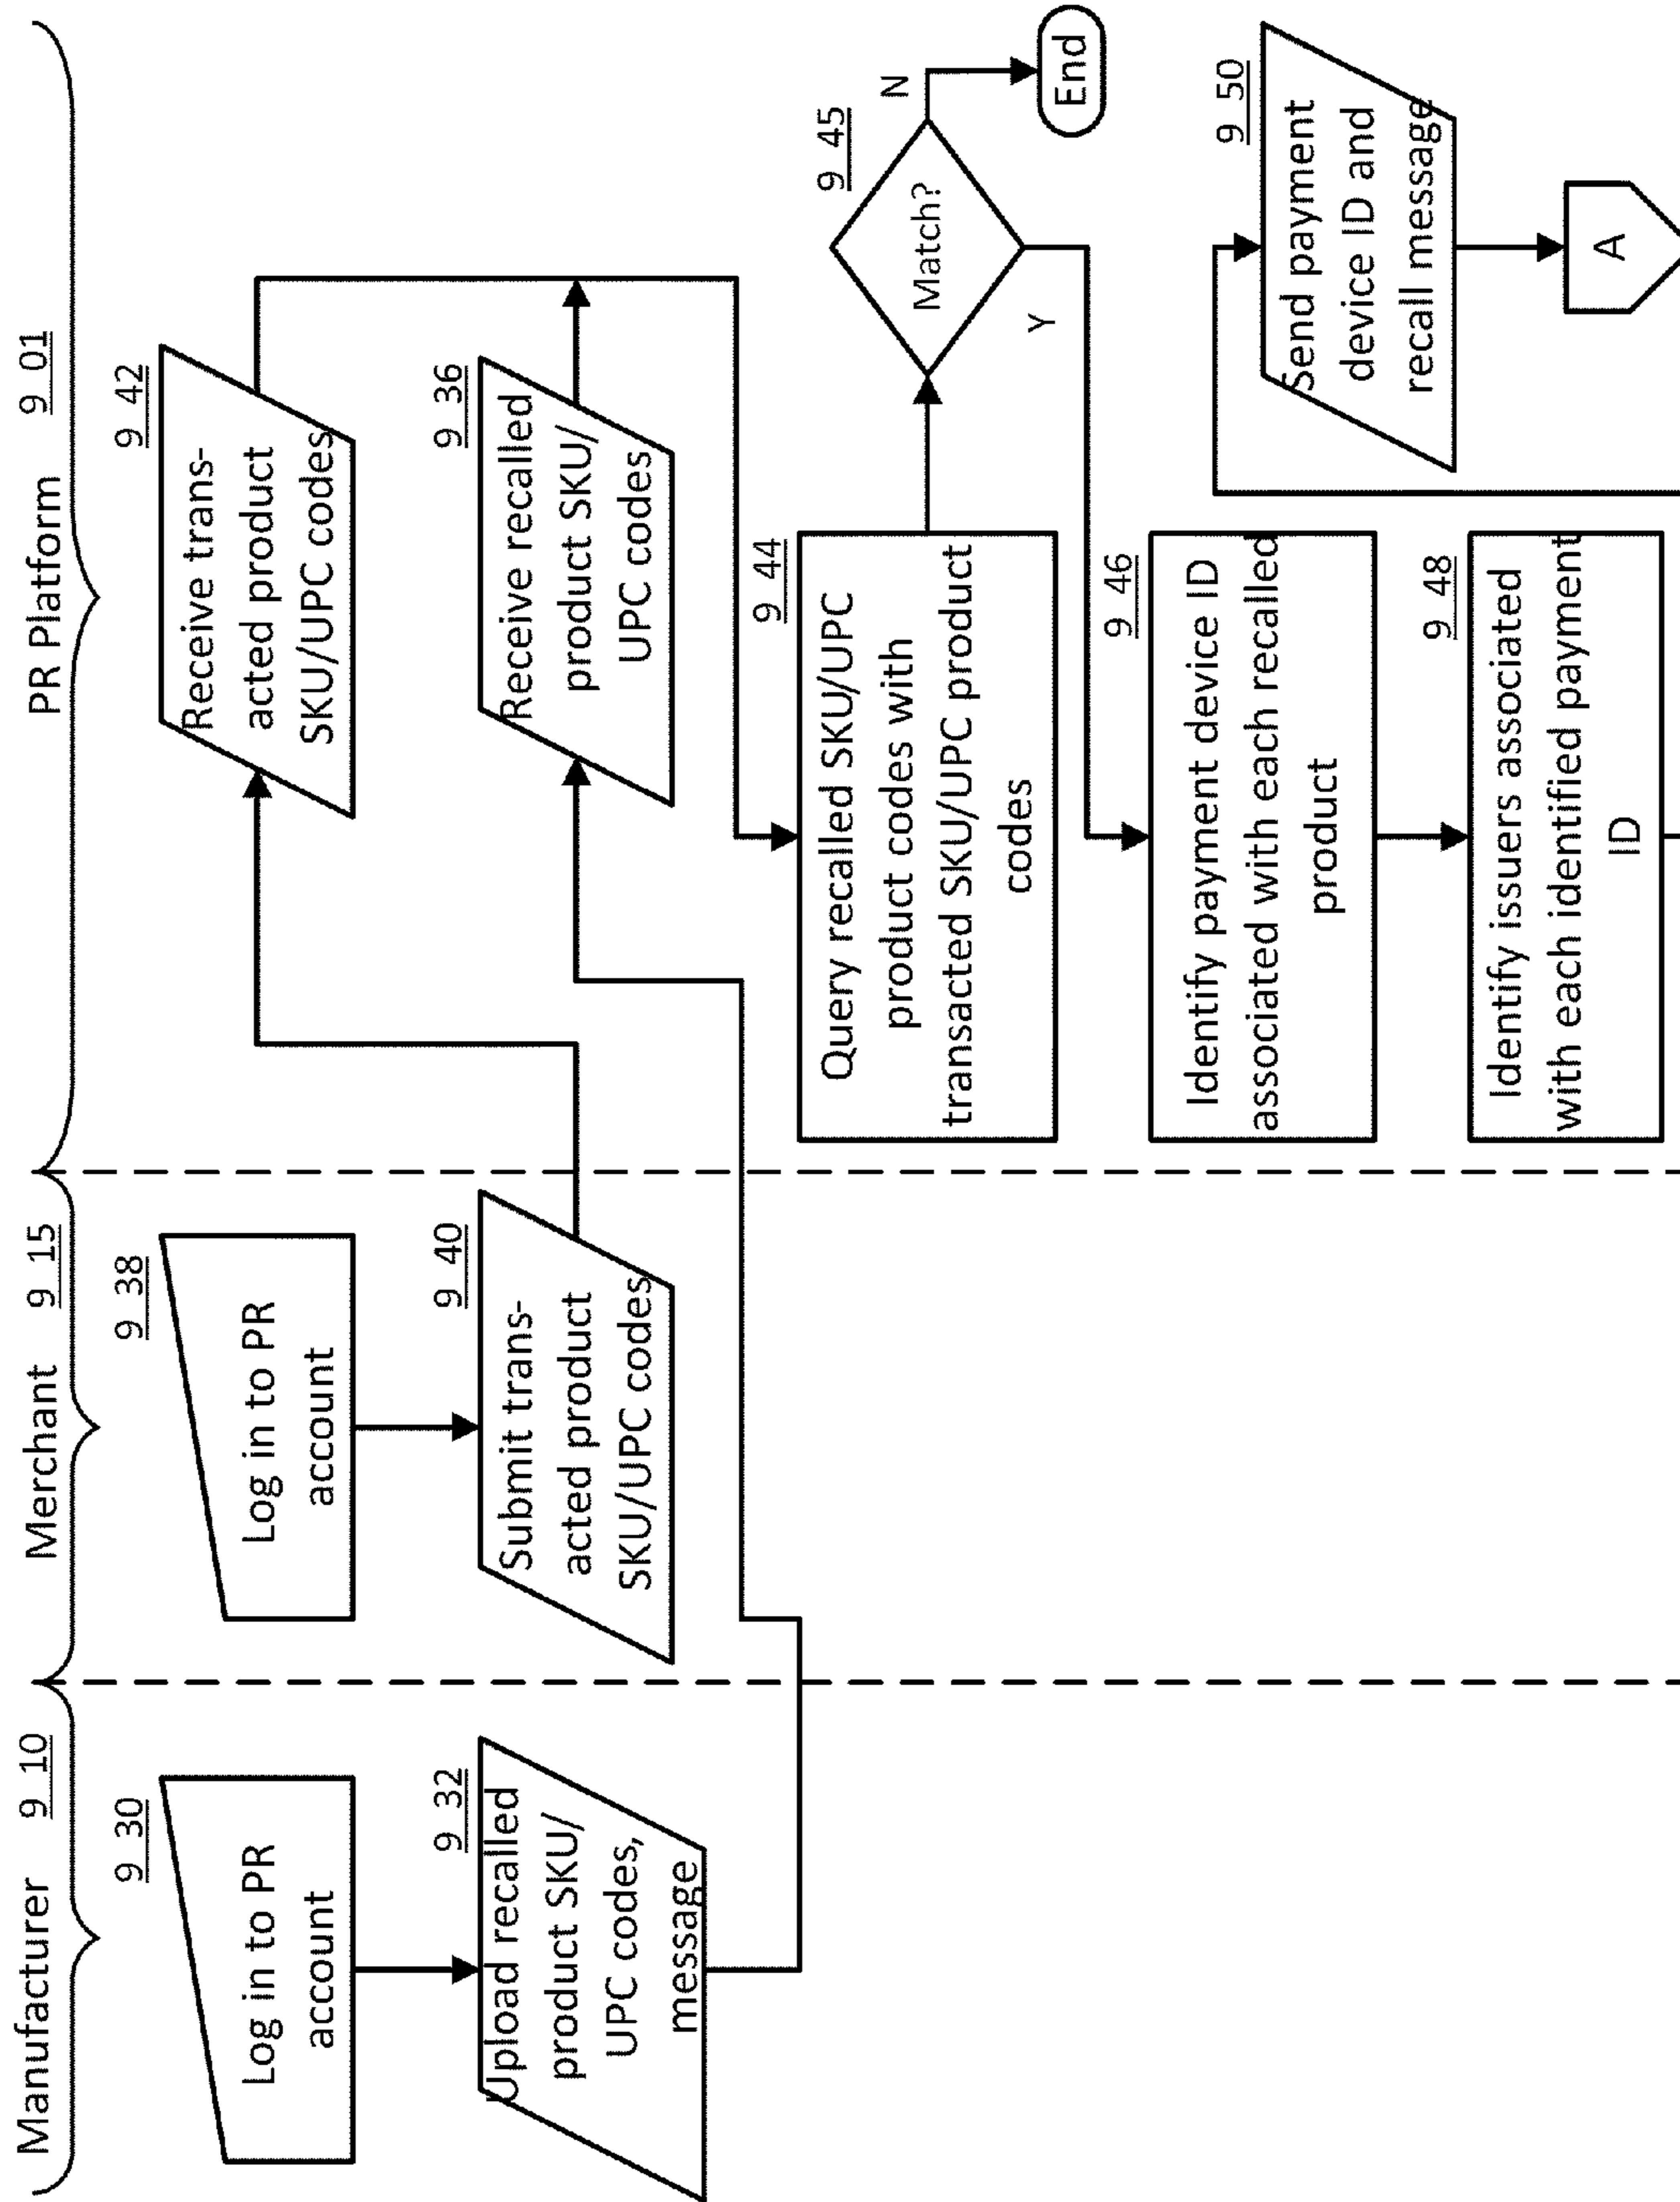 Manufacturer 9 10
9 30
Log in to PR
account
9 32
Upload recalled
product SKU/
UPC codes,
message
Merchant 9 15
9 38
Log in to PR
account
9 40
Submit trans-
acted product
SKU/UPC codes
PR Platform 9 01
9 42
Receive trans-
acted product
SKU/UPC codes
9 36
Receive recalled
product SKU/
UPC codes
9 44
Query recalled SKU/UPC
product codes with
transacted SKU/UPC product
codes
9 45
Match?
N
End
Y
9 46
Identify payment device ID
associated with each recalled
product
9 48
Identify issuers associated
with each identified payment
ID
9 50
Send payment
device ID and
recall message
A